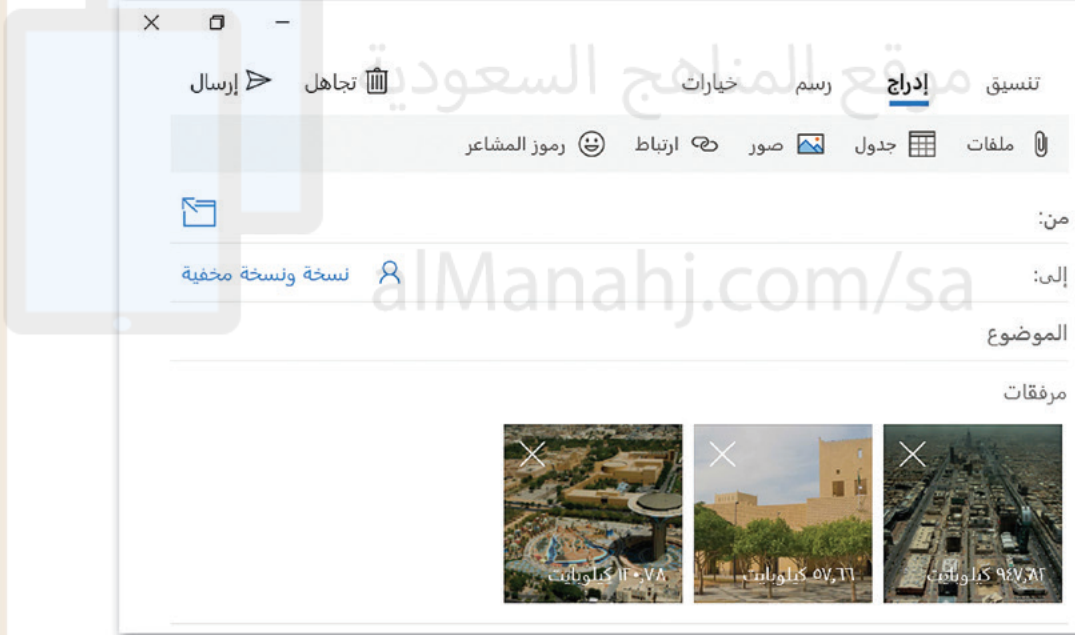 تنسيق إدراج رسم خيارات تجاهل إرسال
ملفات جدول صور ارتباط رموز المشاعر
من:
إلى: نسخة ونسخة مخفية
الموضوع
مرفقات
٩٤٧,٨٢ كيلوبايت ٥٧,٦٦ كيلوبايت ١٢٠,٧٨ كيلوبايت
موقع المناهج السعودية
alManahj.com/sa